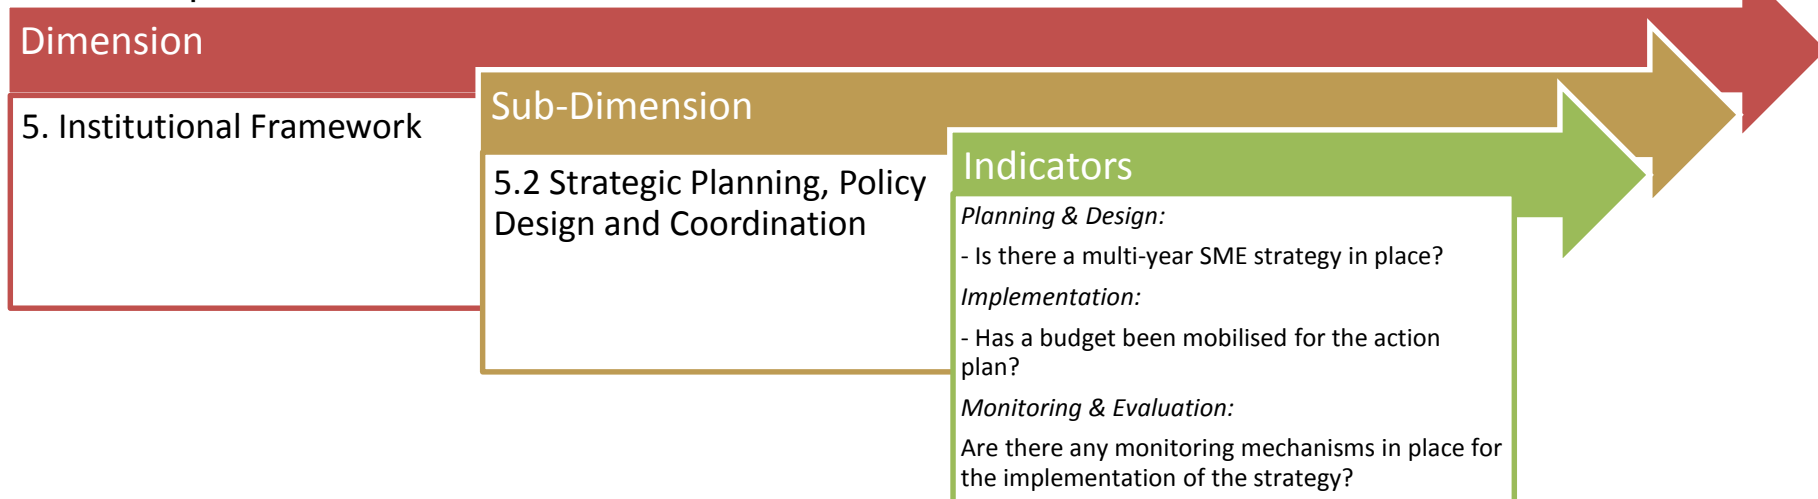 Dimension
5. Institutional Framework
Sub-Dimension
5.2 Strategic Planning, Policy
Design and Coordination
Indicators
Planning & Design:
- Is there a multi-year SME strategy in place?
Implementation:
- Has a budget been mobilised for the action
plan?
Monitoring & Evaluation:
Are there any monitoring mechanisms in place for
the implementation of the strategy?